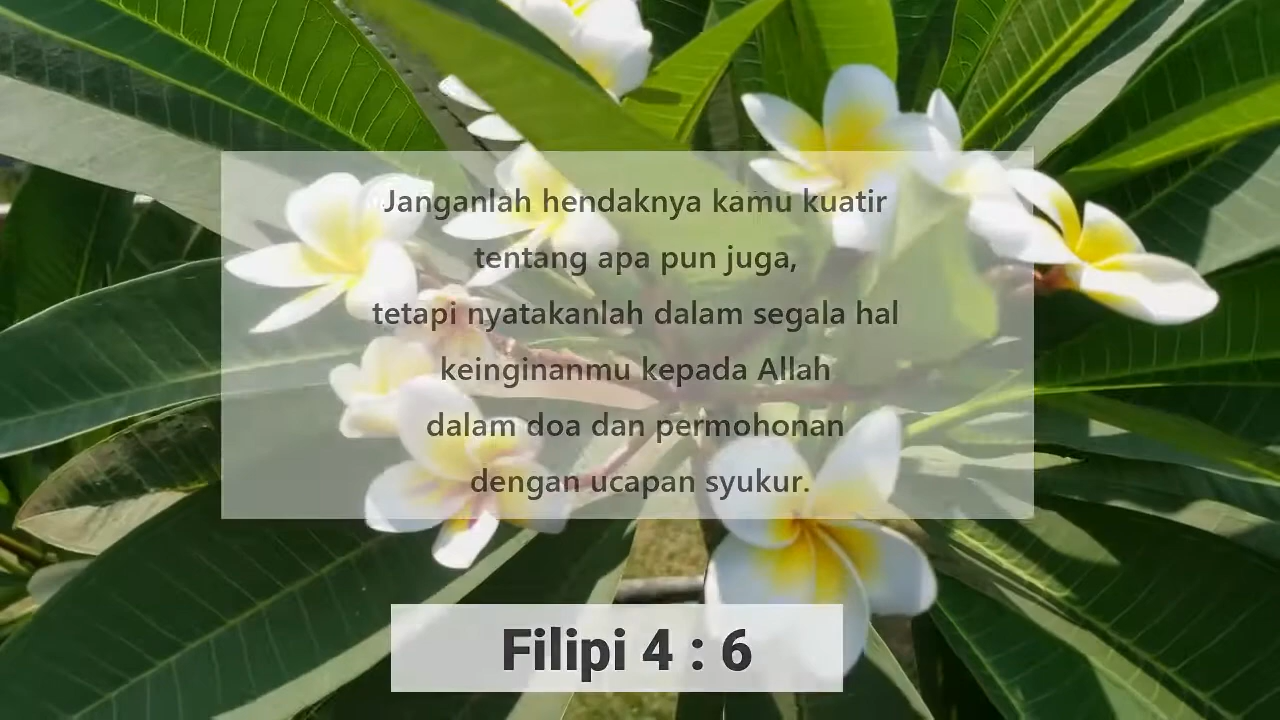 Janganlah hendaknya kamu kuatir
tentang apa pun juga,
tetapi nyatakanlah dalam segala hal
keinginanmu kepada Allah
dalam doa dan permohonan
dengan ucapan syukur.
Filipi 4 : 6